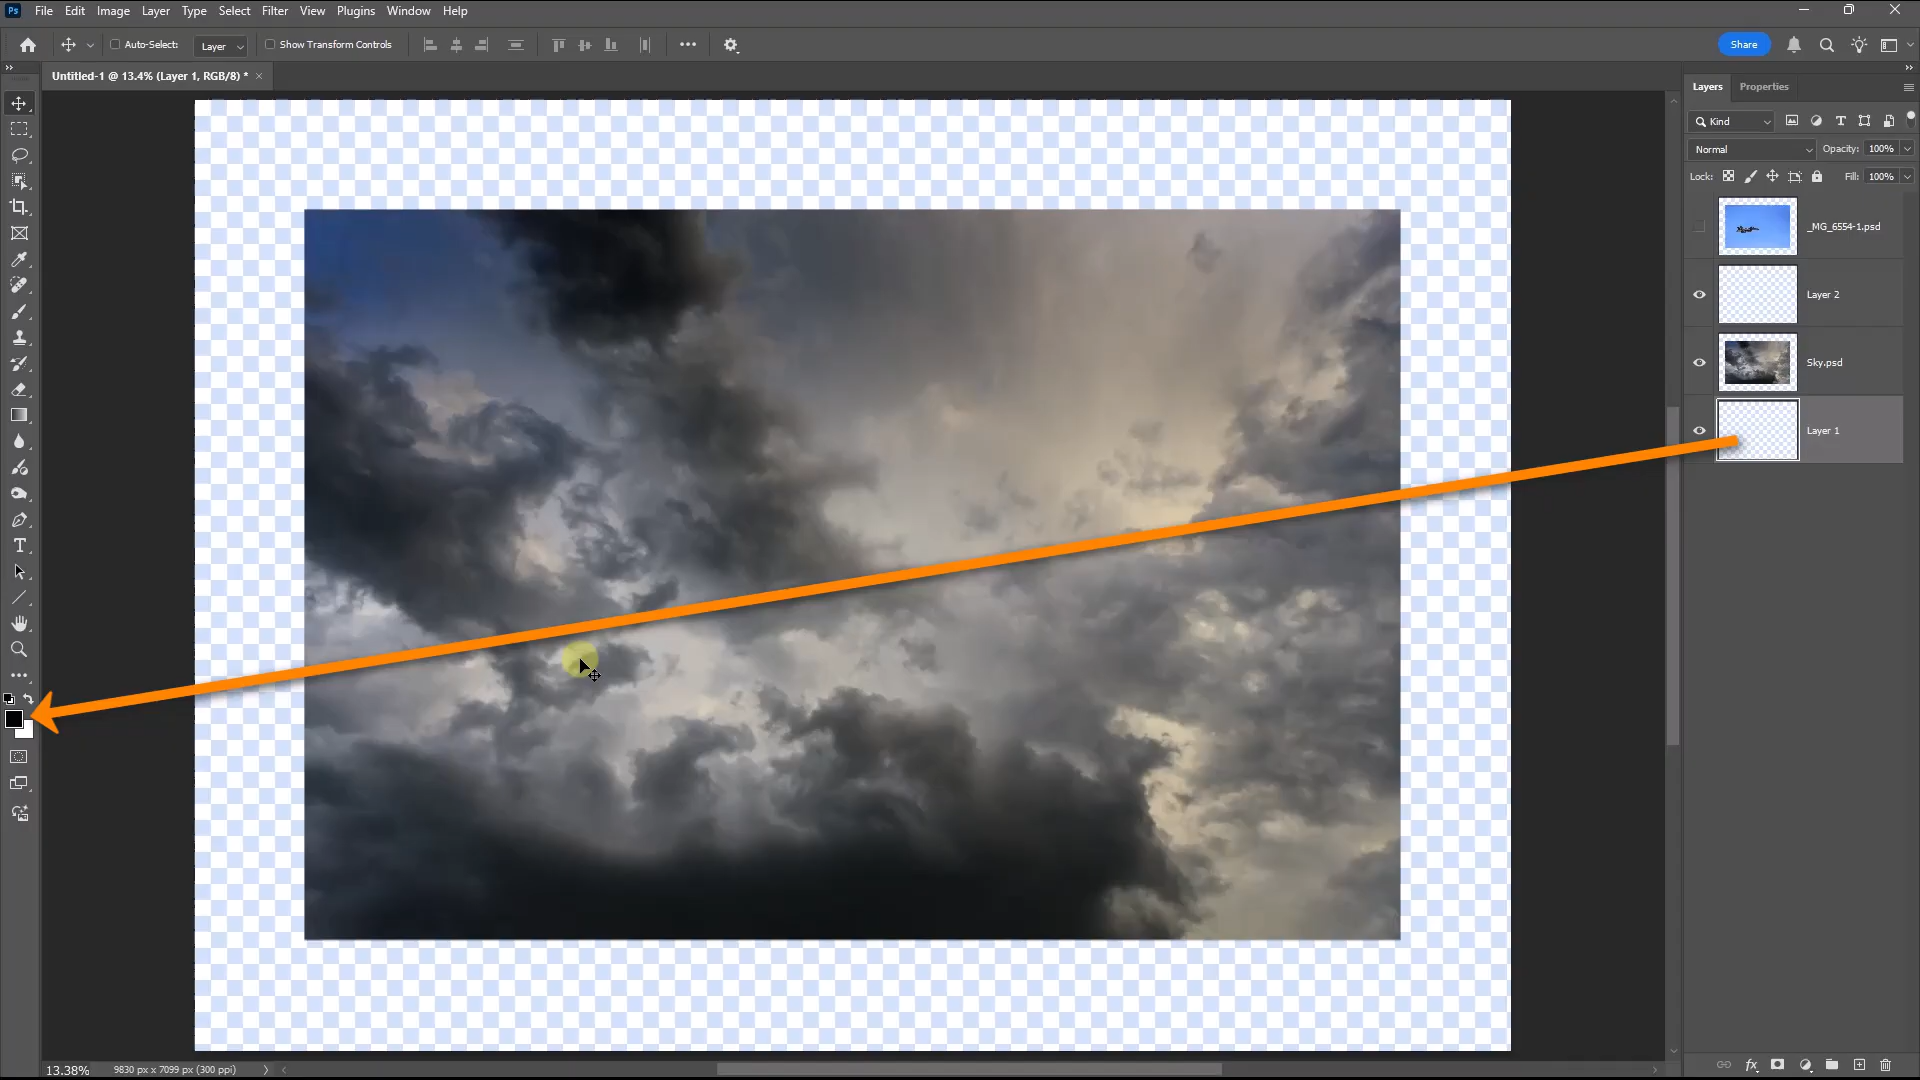 Ps File Edit Image Layer Type Select Filter View Plugins Window Help
Auto-Select: Layer Show Transform Controls Share
Untitled-1 @ 13.4% (Layer 1, RGB/8) *
Layers Properties
Kind
Normal Opacity: 100%
Lock: Fill: 100%
_MG_6554-1.psd
Layer 2
Sky.psd
Layer 1
13.38% 9830 px x 7099 px (300 ppi)